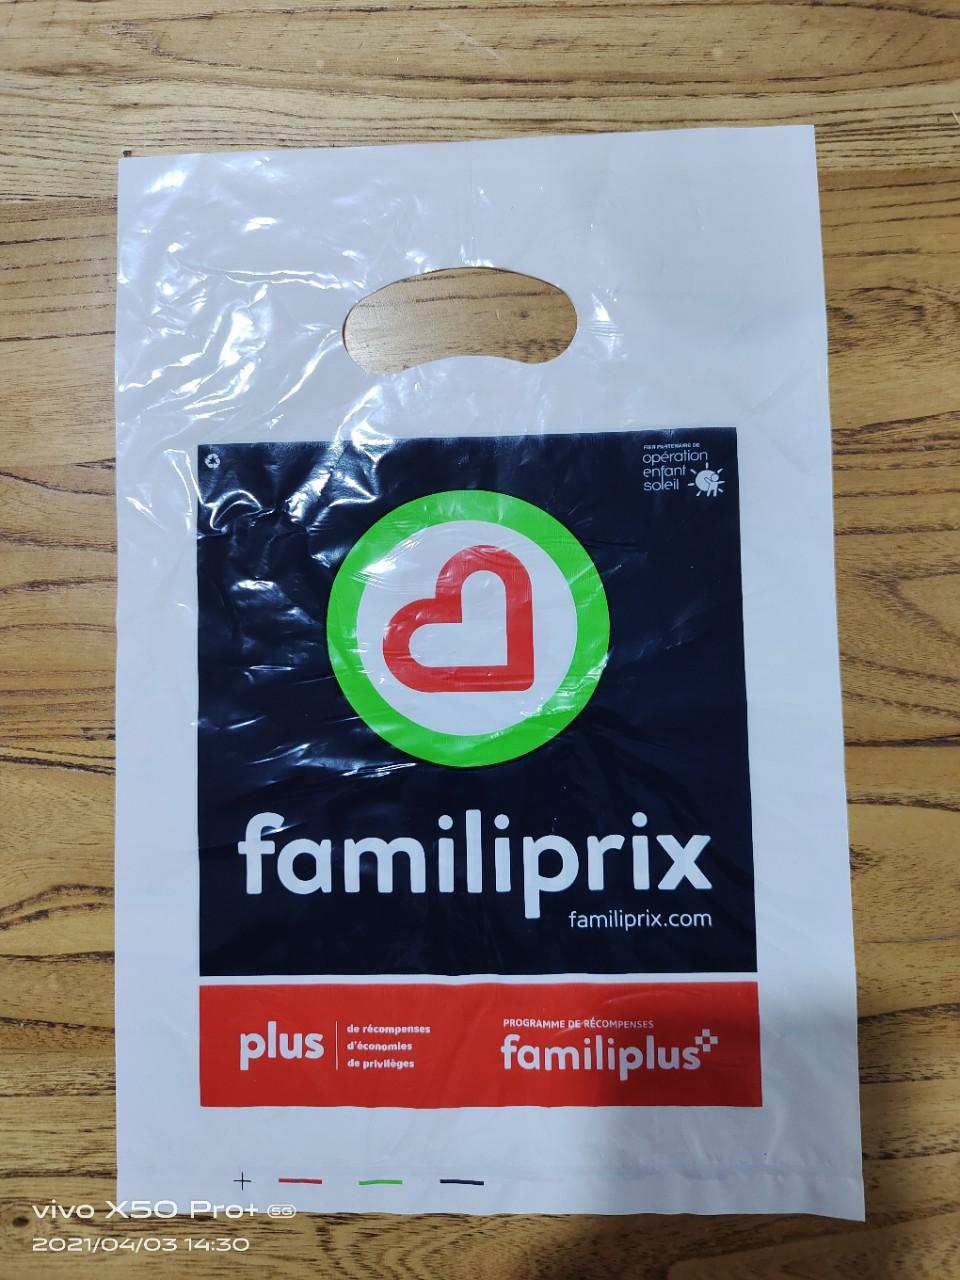 FIER PARTENAIRE DE
opération
enfant
soleil
familiprix
familiprix.com
plus
de récompenses
d'économies
de privilèges
PROGRAMME DE RÉCOMPENSES
familiplus
vivo X50 Pro+ 5G
2021/04/03 14:30